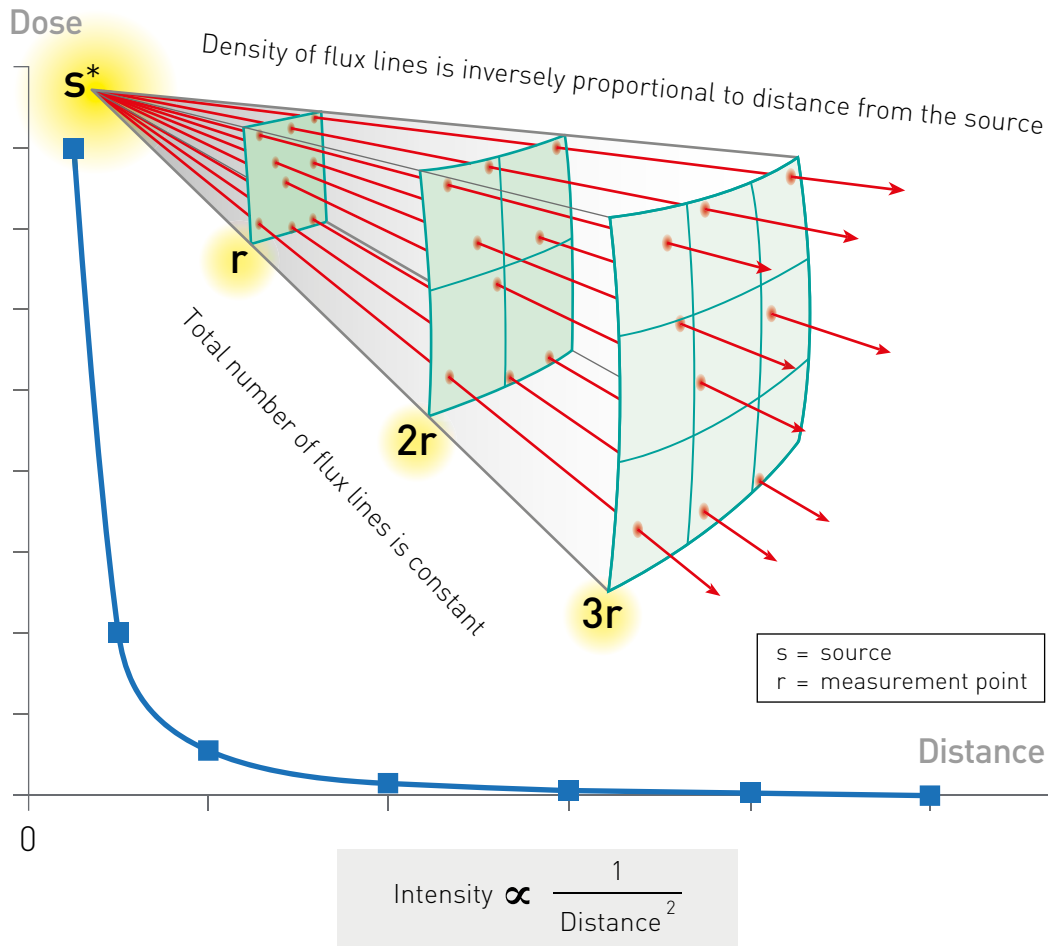 Dose
s*
Density of flux lines is inversely proportional to distance from the source
r
Total number of flux lines is constant
2r
3r
s = source
r = measurement point
Distance
0
Intensity ∝ 1 / Distance²